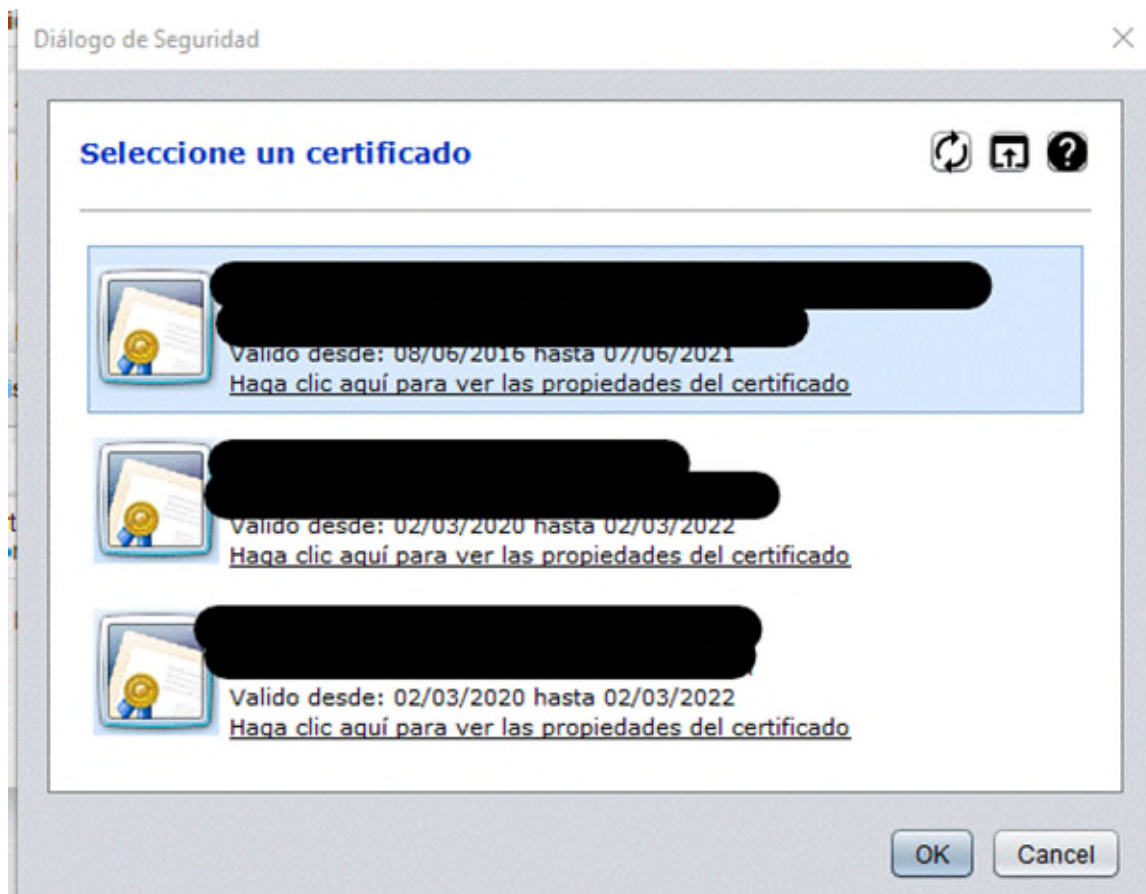 Diálogo de Seguridad
Seleccione un certificado
Valido desde: 08/06/2016 hasta 07/06/2021
Haga clic aquí para ver las propiedades del certificado
Valido desde: 02/03/2020 hasta 02/03/2022
Haga clic aquí para ver las propiedades del certificado
Valido desde: 02/03/2020 hasta 02/03/2022
Haga clic aquí para ver las propiedades del certificado
OK Cancel